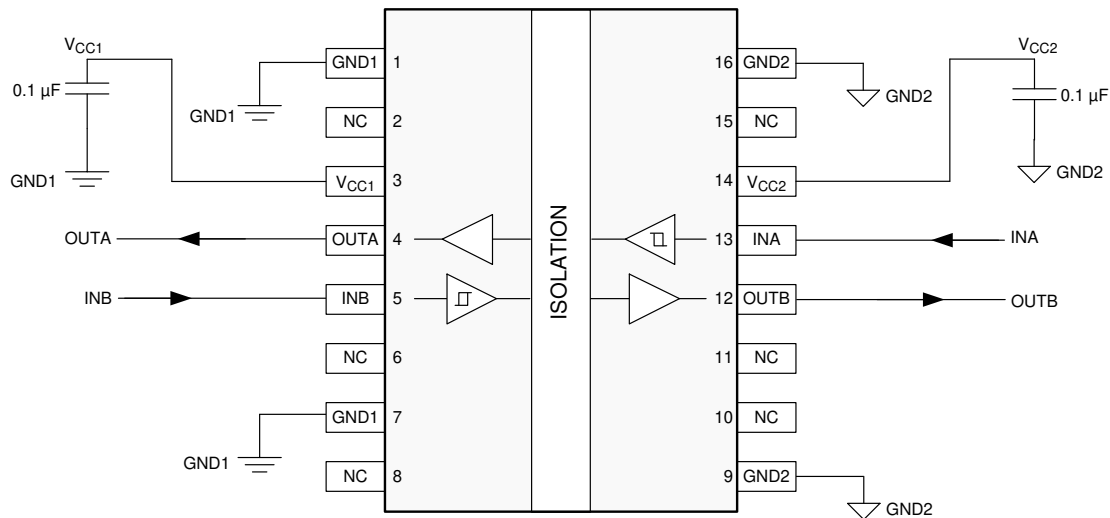 VCC1
0.1 µF
GND1
GND1
GND1 1
NC 2
VCC1 3
OUTA OUTA 4
INB INB 5
NC 6
GND1 7
GND1
NC 8
ISOLATION
16 GND2
GND2
15 NC
14 VCC2
VCC2
0.1 µF
GND2
13 INA INA
12 OUTB OUTB
11 NC
10 NC
9 GND2
GND2